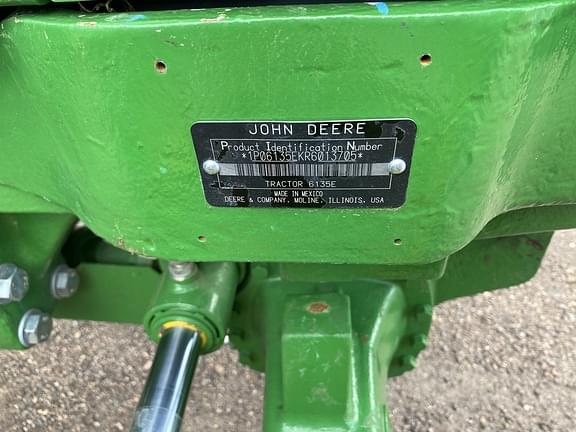 JOHN DEERE
Product Identification Number
*1P06135EKR6013705*
TRACTOR 6135E
MADE IN MEXICO
DEERE & COMPANY, MOLINE, ILLINOIS, USA